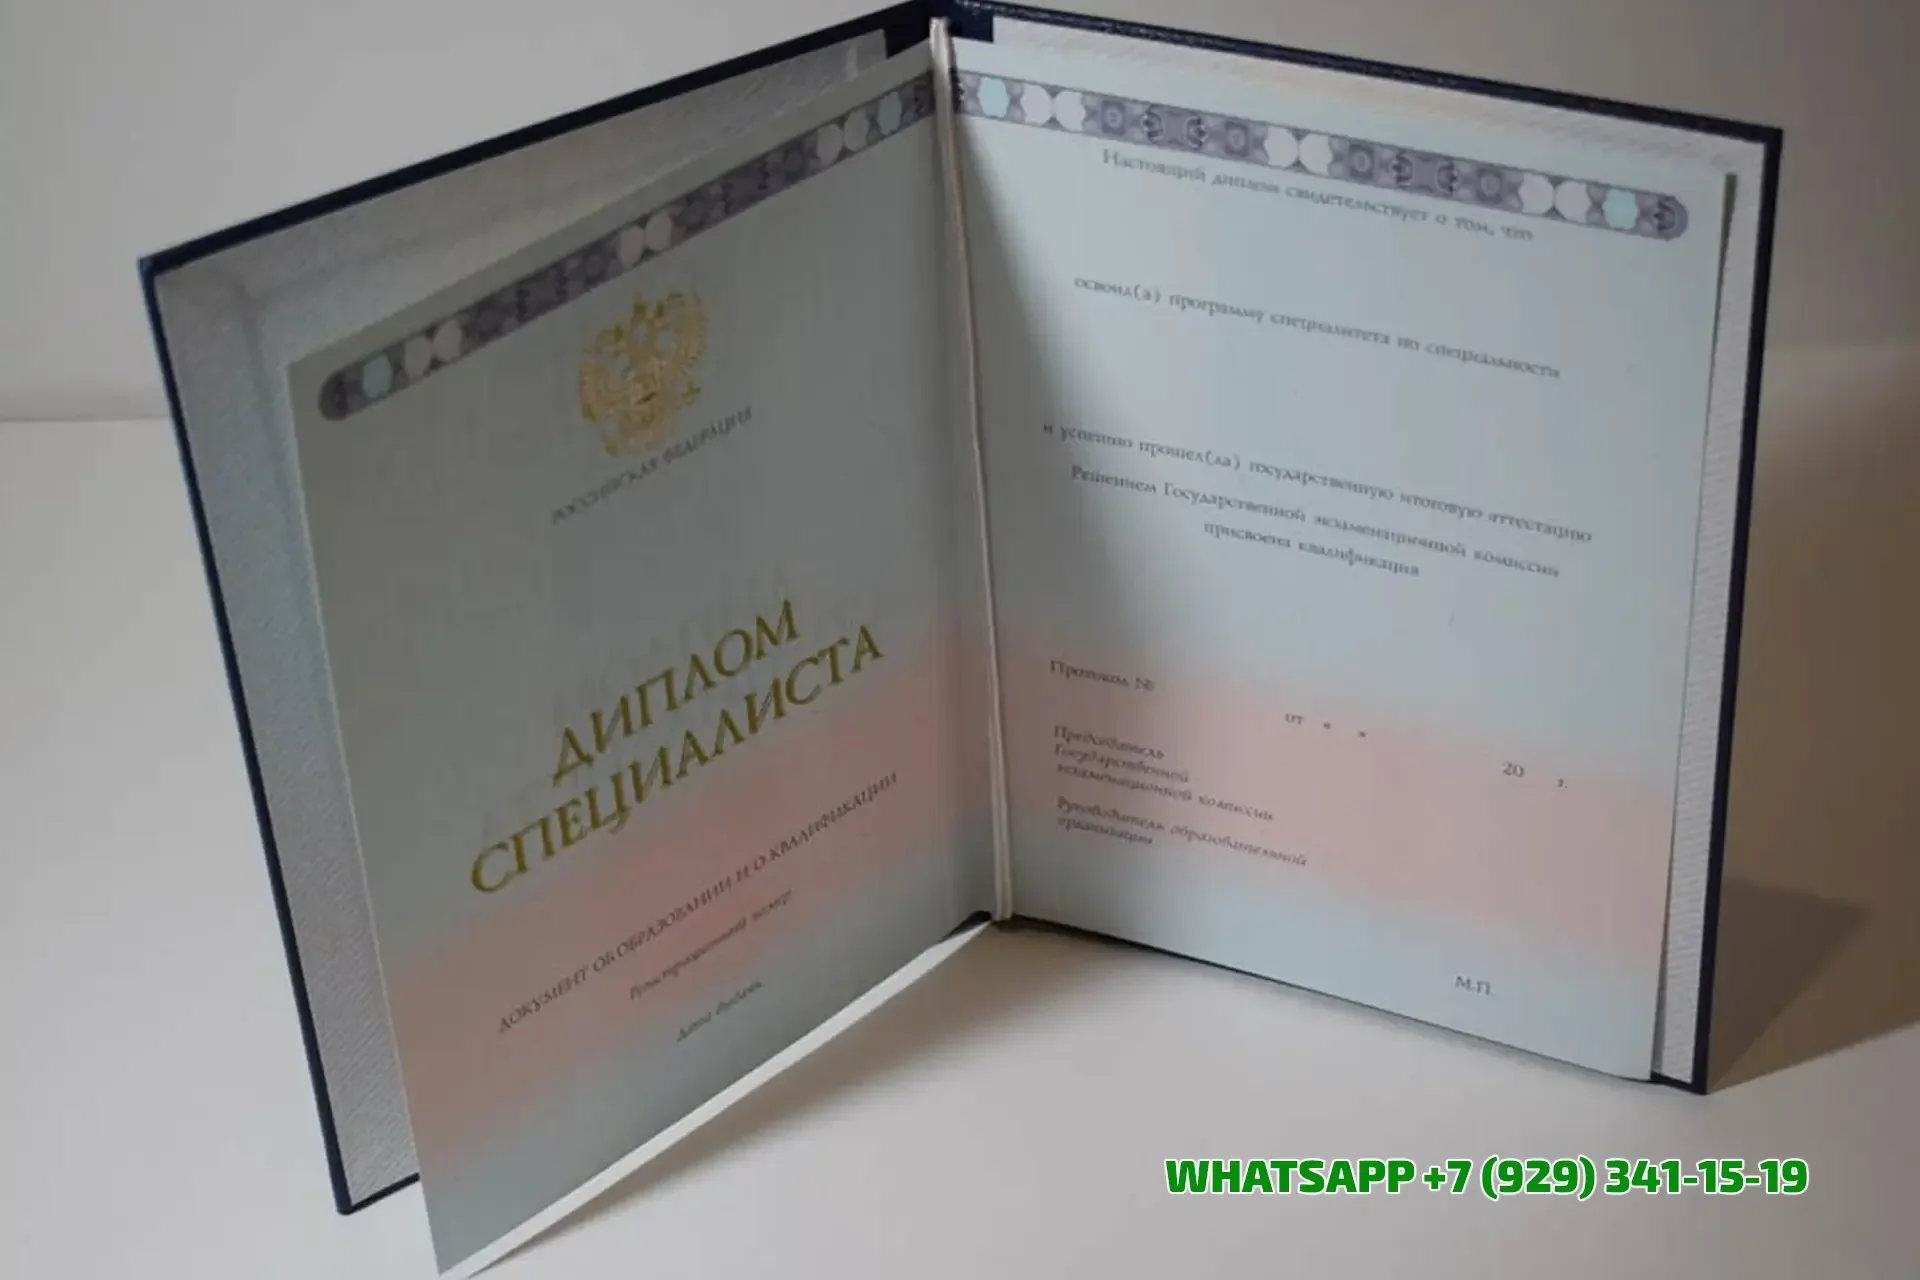 РОССИЙСКАЯ ФЕДЕРАЦИЯ
ДИПЛОМ
СПЕЦИАЛИСТА
ДОКУМЕНТ ОБ ОБРАЗОВАНИИ И О КВАЛИФИКАЦИИ
Регистрационный номер
Дата выдачи
Настоящий диплом свидетельствует о том, что
освоил(а) программу специалитета по специальности
и успешно прошел(ла) государственную итоговую аттестацию
Решением Государственной экзаменационной комиссии
присвоена квалификация
Протокол №
от « » 20 г.
Председатель
Государственной
экзаменационной комиссии
Руководитель образовательной
организации
М.П.
WHATSAPP +7 (929) 341-15-19